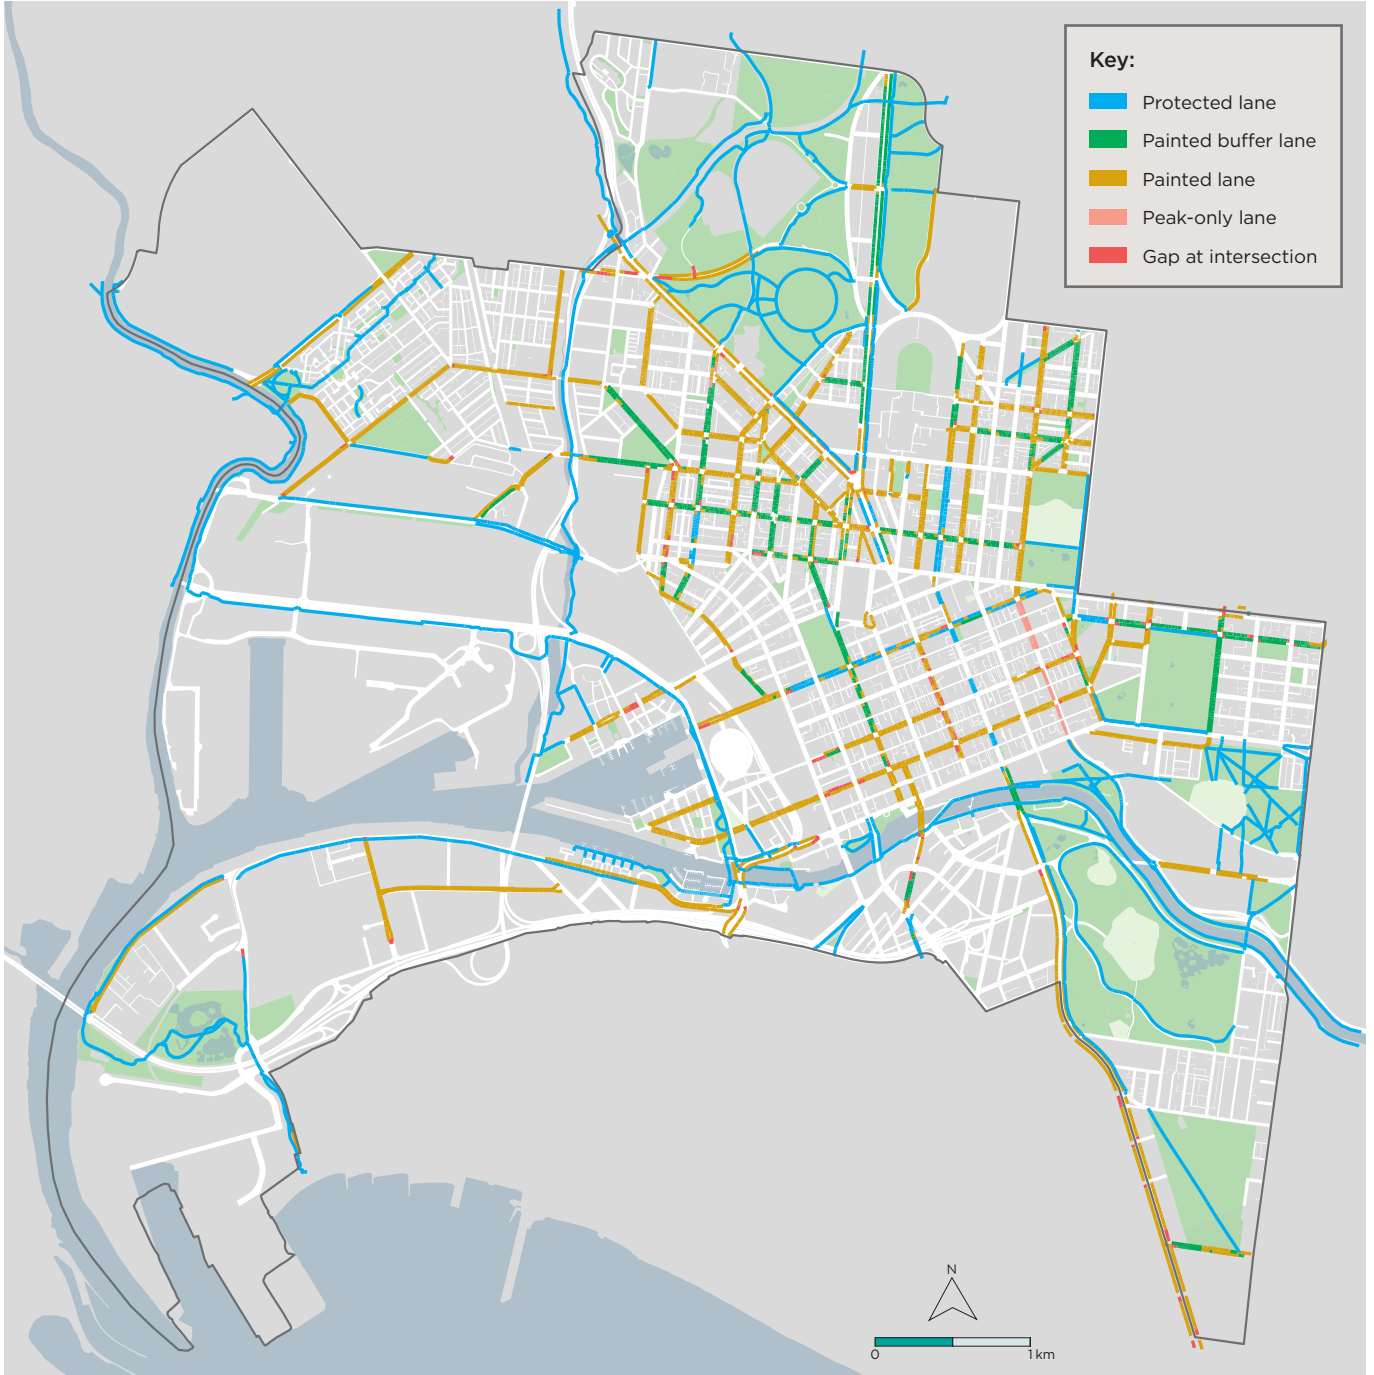 Key:
Protected lane
Painted buffer lane
Painted lane
Peak-only lane
Gap at intersection
N
0 1 km